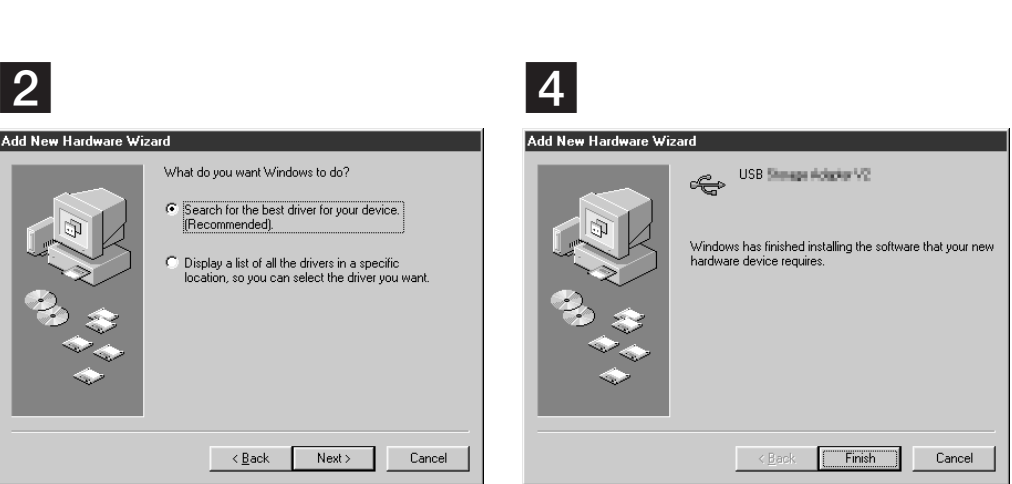 2
Add New Hardware Wizard
What do you want Windows to do?
Search for the best driver for your device.
(Recommended).
Display a list of all the drivers in a specific
location, so you can select the driver you want.
< Back
Next >
Cancel
4
Add New Hardware Wizard
USB
Windows has finished installing the software that your new
hardware device requires.
< Back
Finish
Cancel